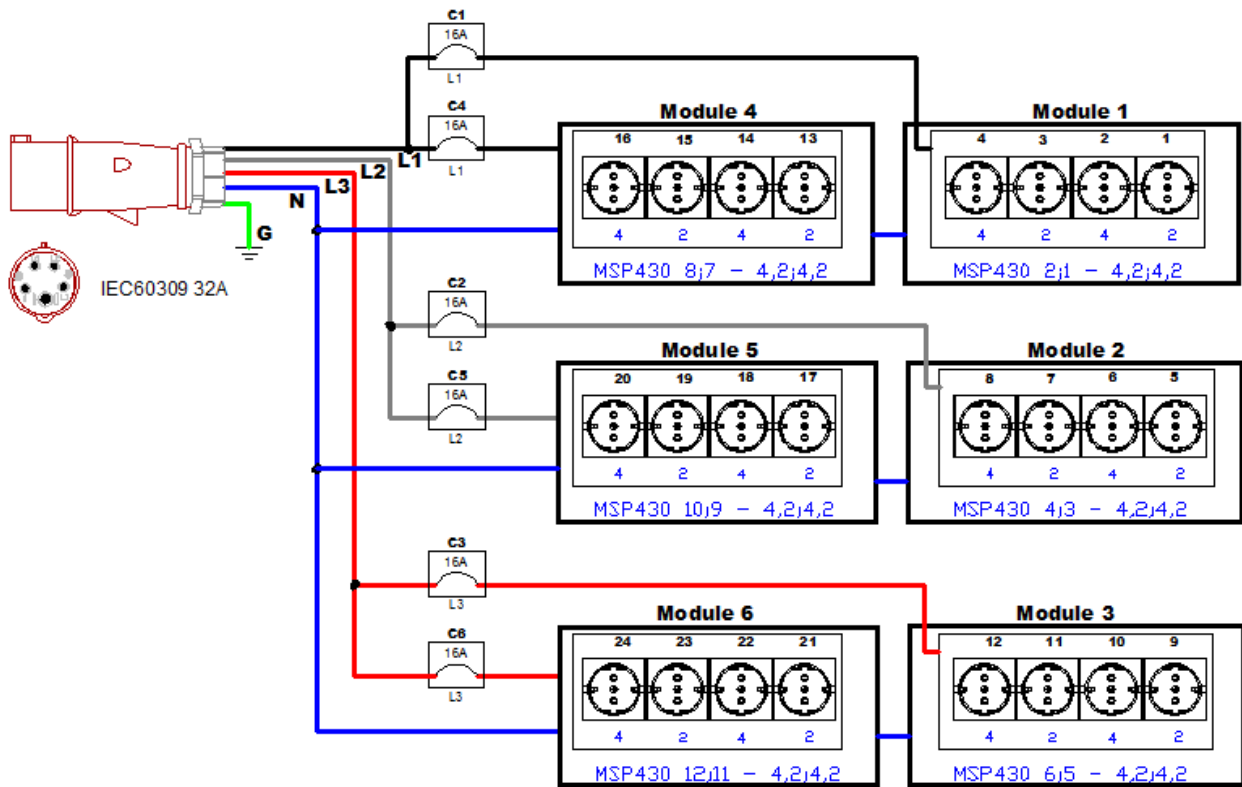 C1
16A
L1
C4
16A
L1
Module 4
Module 1
16 15 14 13
4 3 2 1
L1
L2
L3
N
G
4 2 4 2
4 2 4 2
MSP430 8;7 - 4,2;4,2
MSP430 2;1 - 4,2;4,2
IEC60309 32A
C2
16A
L2
Module 5
Module 2
20 19 18 17
8 7 6 5
C5
16A
L2
4 2 4 2
4 2 4 2
MSP430 10;9 - 4,2;4,2
MSP430 4;3 - 4,2;4,2
C3
16A
L3
Module 6
Module 3
C6
16A
L3
24 23 22 21
12 11 10 9
4 2 4 2
4 2 4 2
MSP430 12;11 - 4,2;4,2
MSP430 6;5 - 4,2;4,2